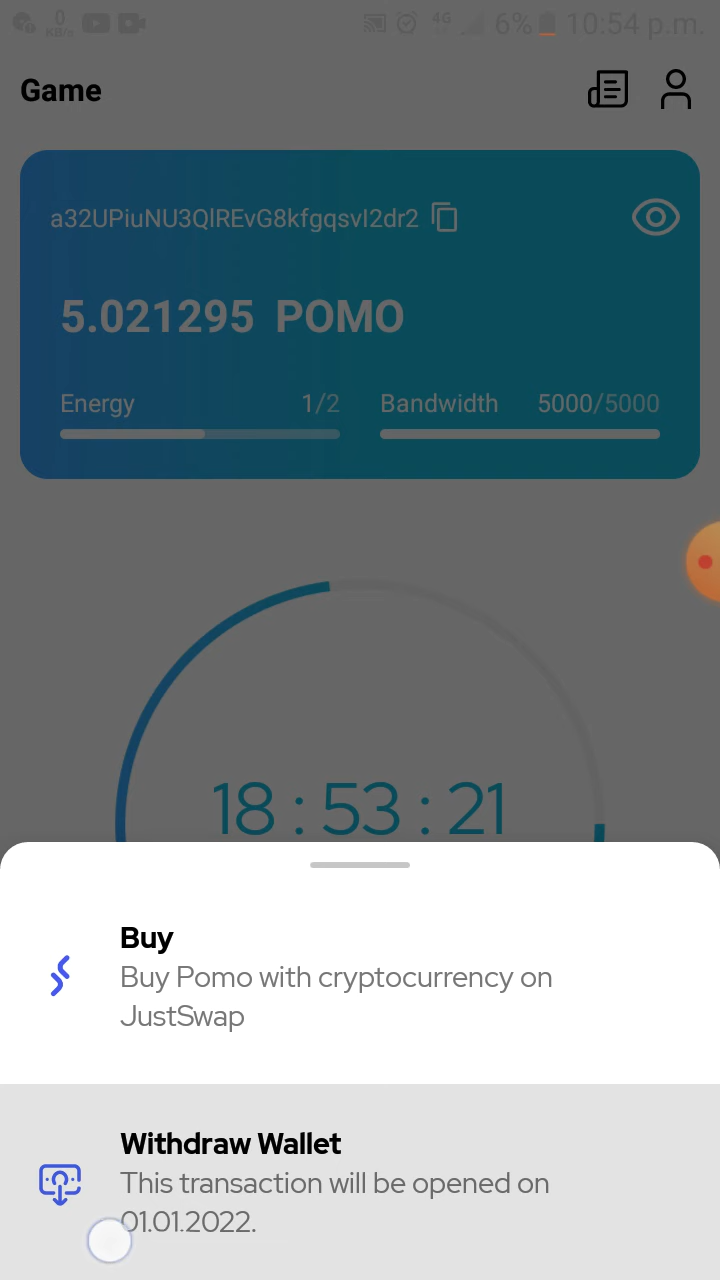 0 KB/s 4G 6% 10:54 p.m.
Game
a32UPiuNU3QlREvG8kfgqsvI2dr2
5.021295 POMO
Energy 1/2 Bandwidth 5000/5000
18 : 53 : 21
Buy
Buy Pomo with cryptocurrency on
JustSwap
Withdraw Wallet
This transaction will be opened on
01.01.2022.